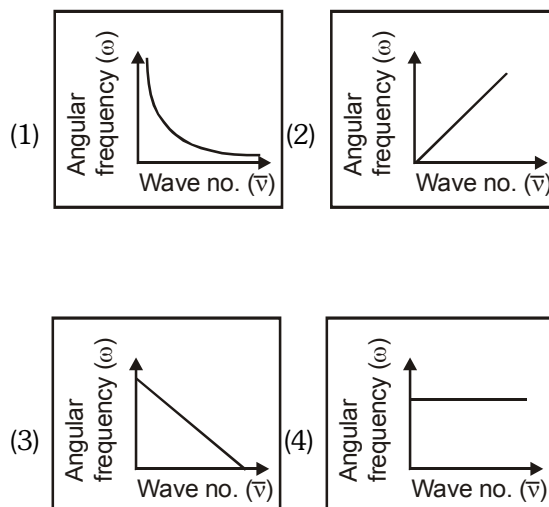 (1)
Angular
frequency (ω)
Wave no. (ν̅)
(2)
Angular
frequency (ω)
Wave no. (ν̅)
(3)
Angular
frequency (ω)
Wave no. (ν̅)
(4)
Angular
frequency (ω)
Wave no. (ν̅)